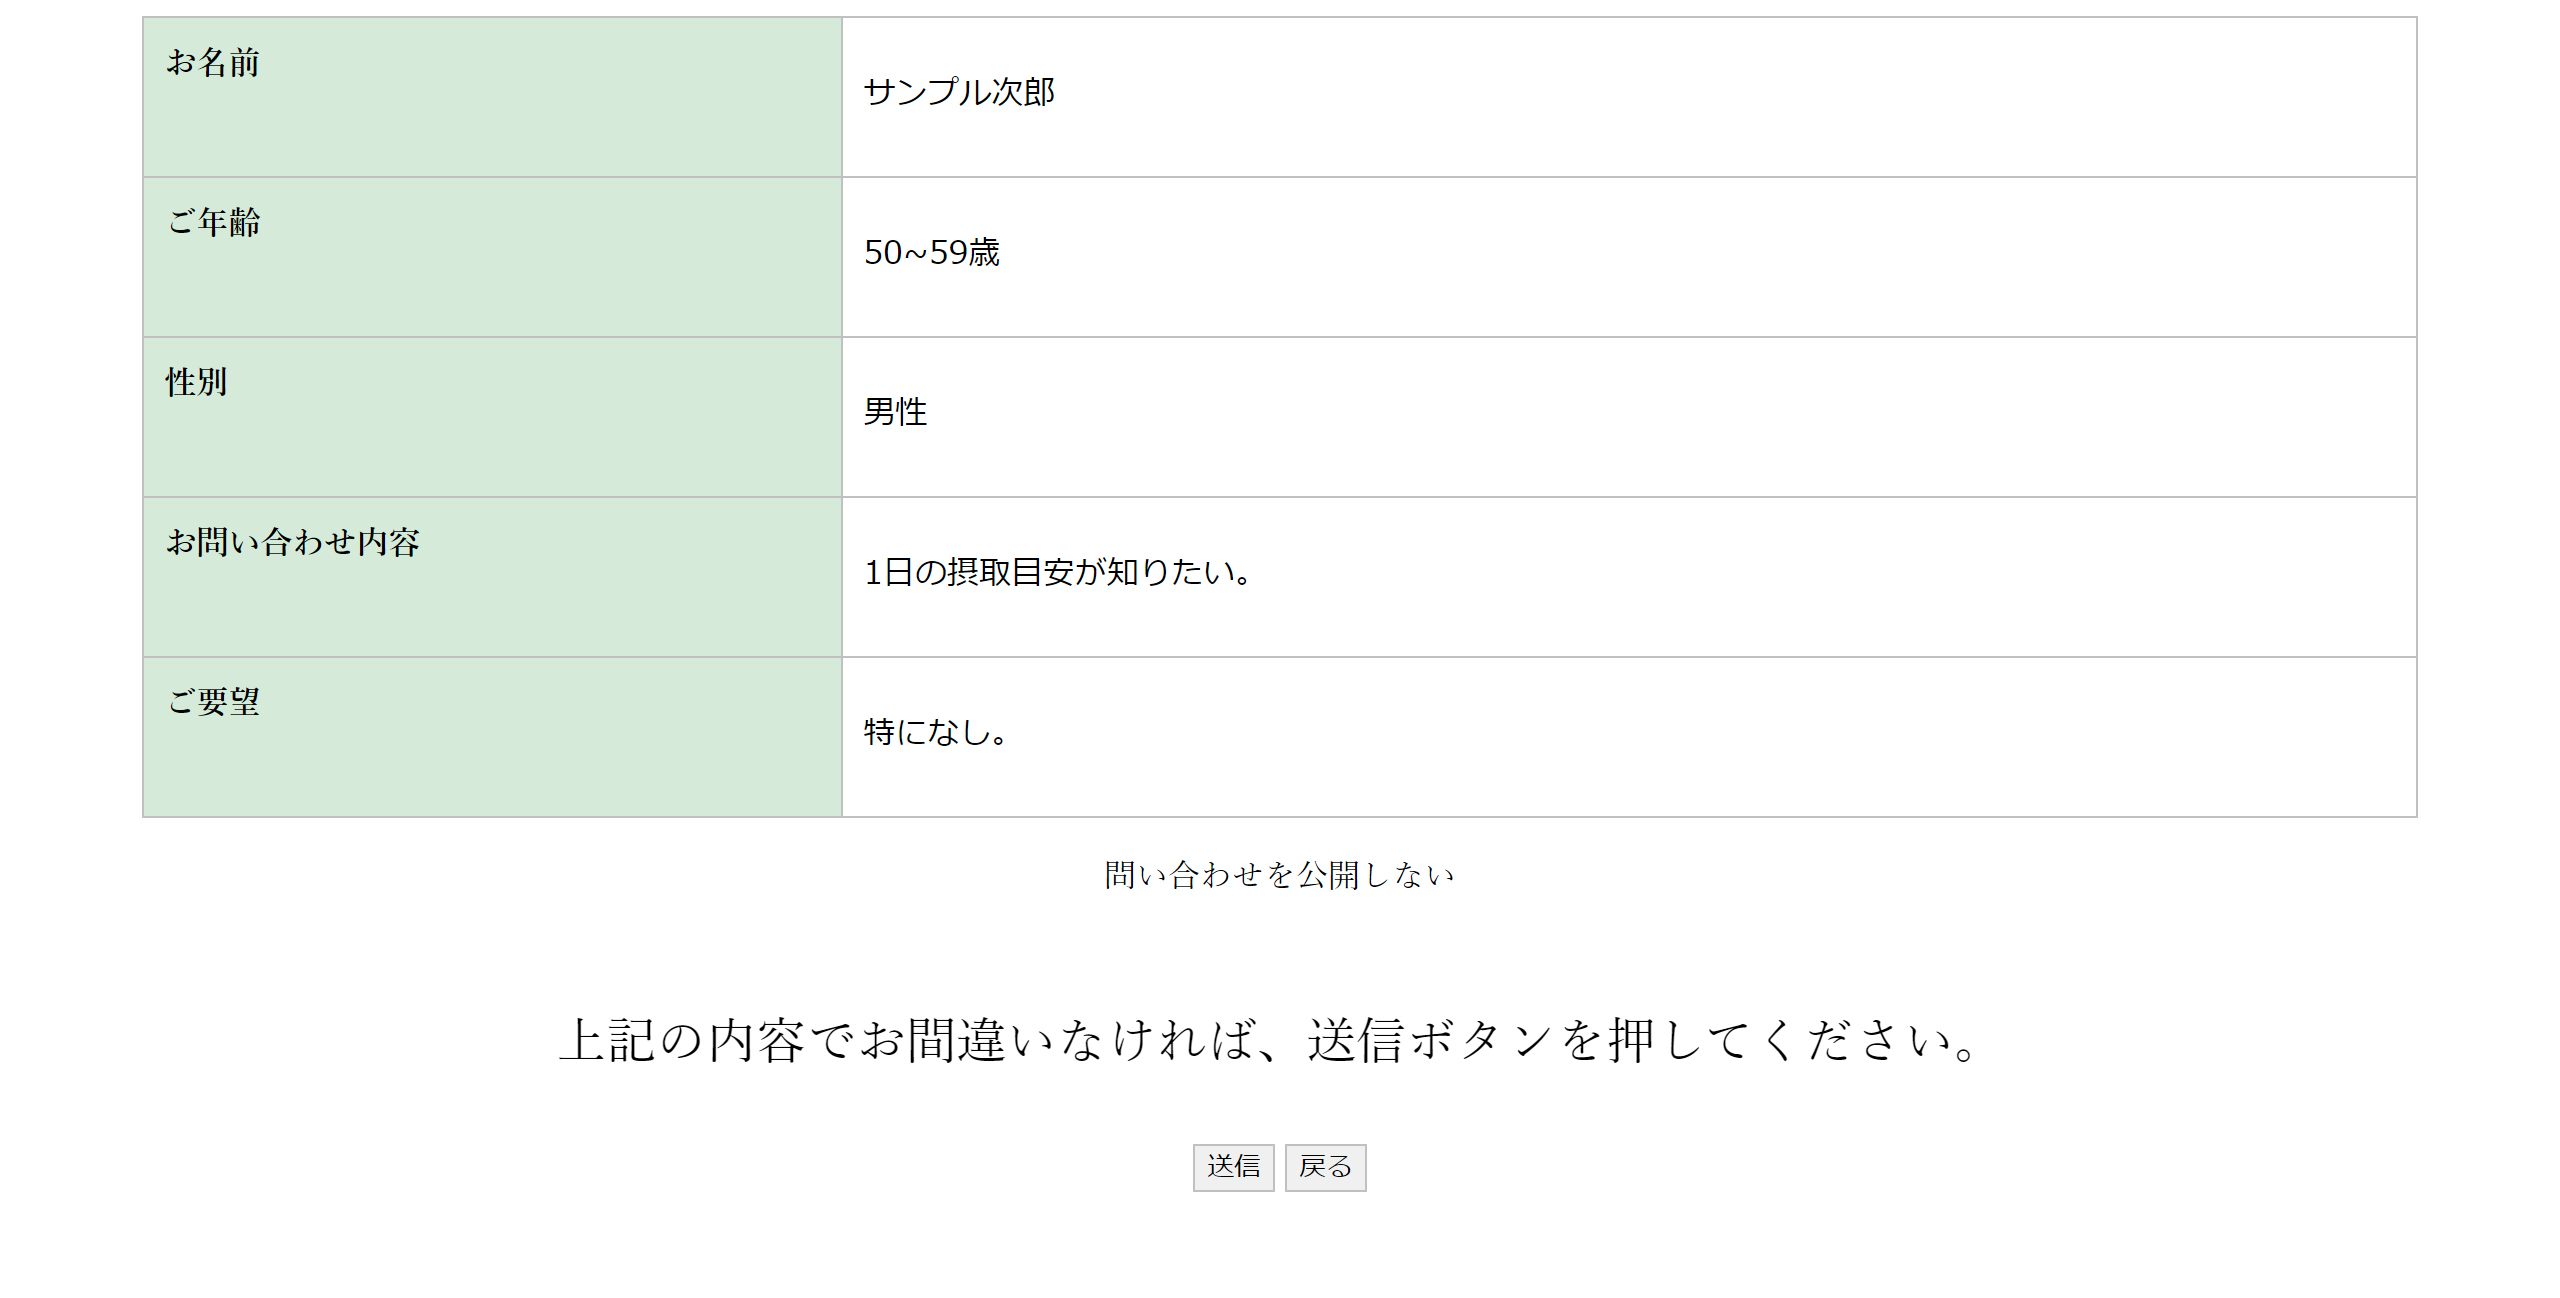 お名前
サンプル次郎
ご年齢
50~59歳
性別
男性
お問い合わせ内容
1日の摂取目安が知りたい。
ご要望
特になし。
問い合わせを公開しない
上記の内容でお間違いなければ、送信ボタンを押してください。
送信 戻る